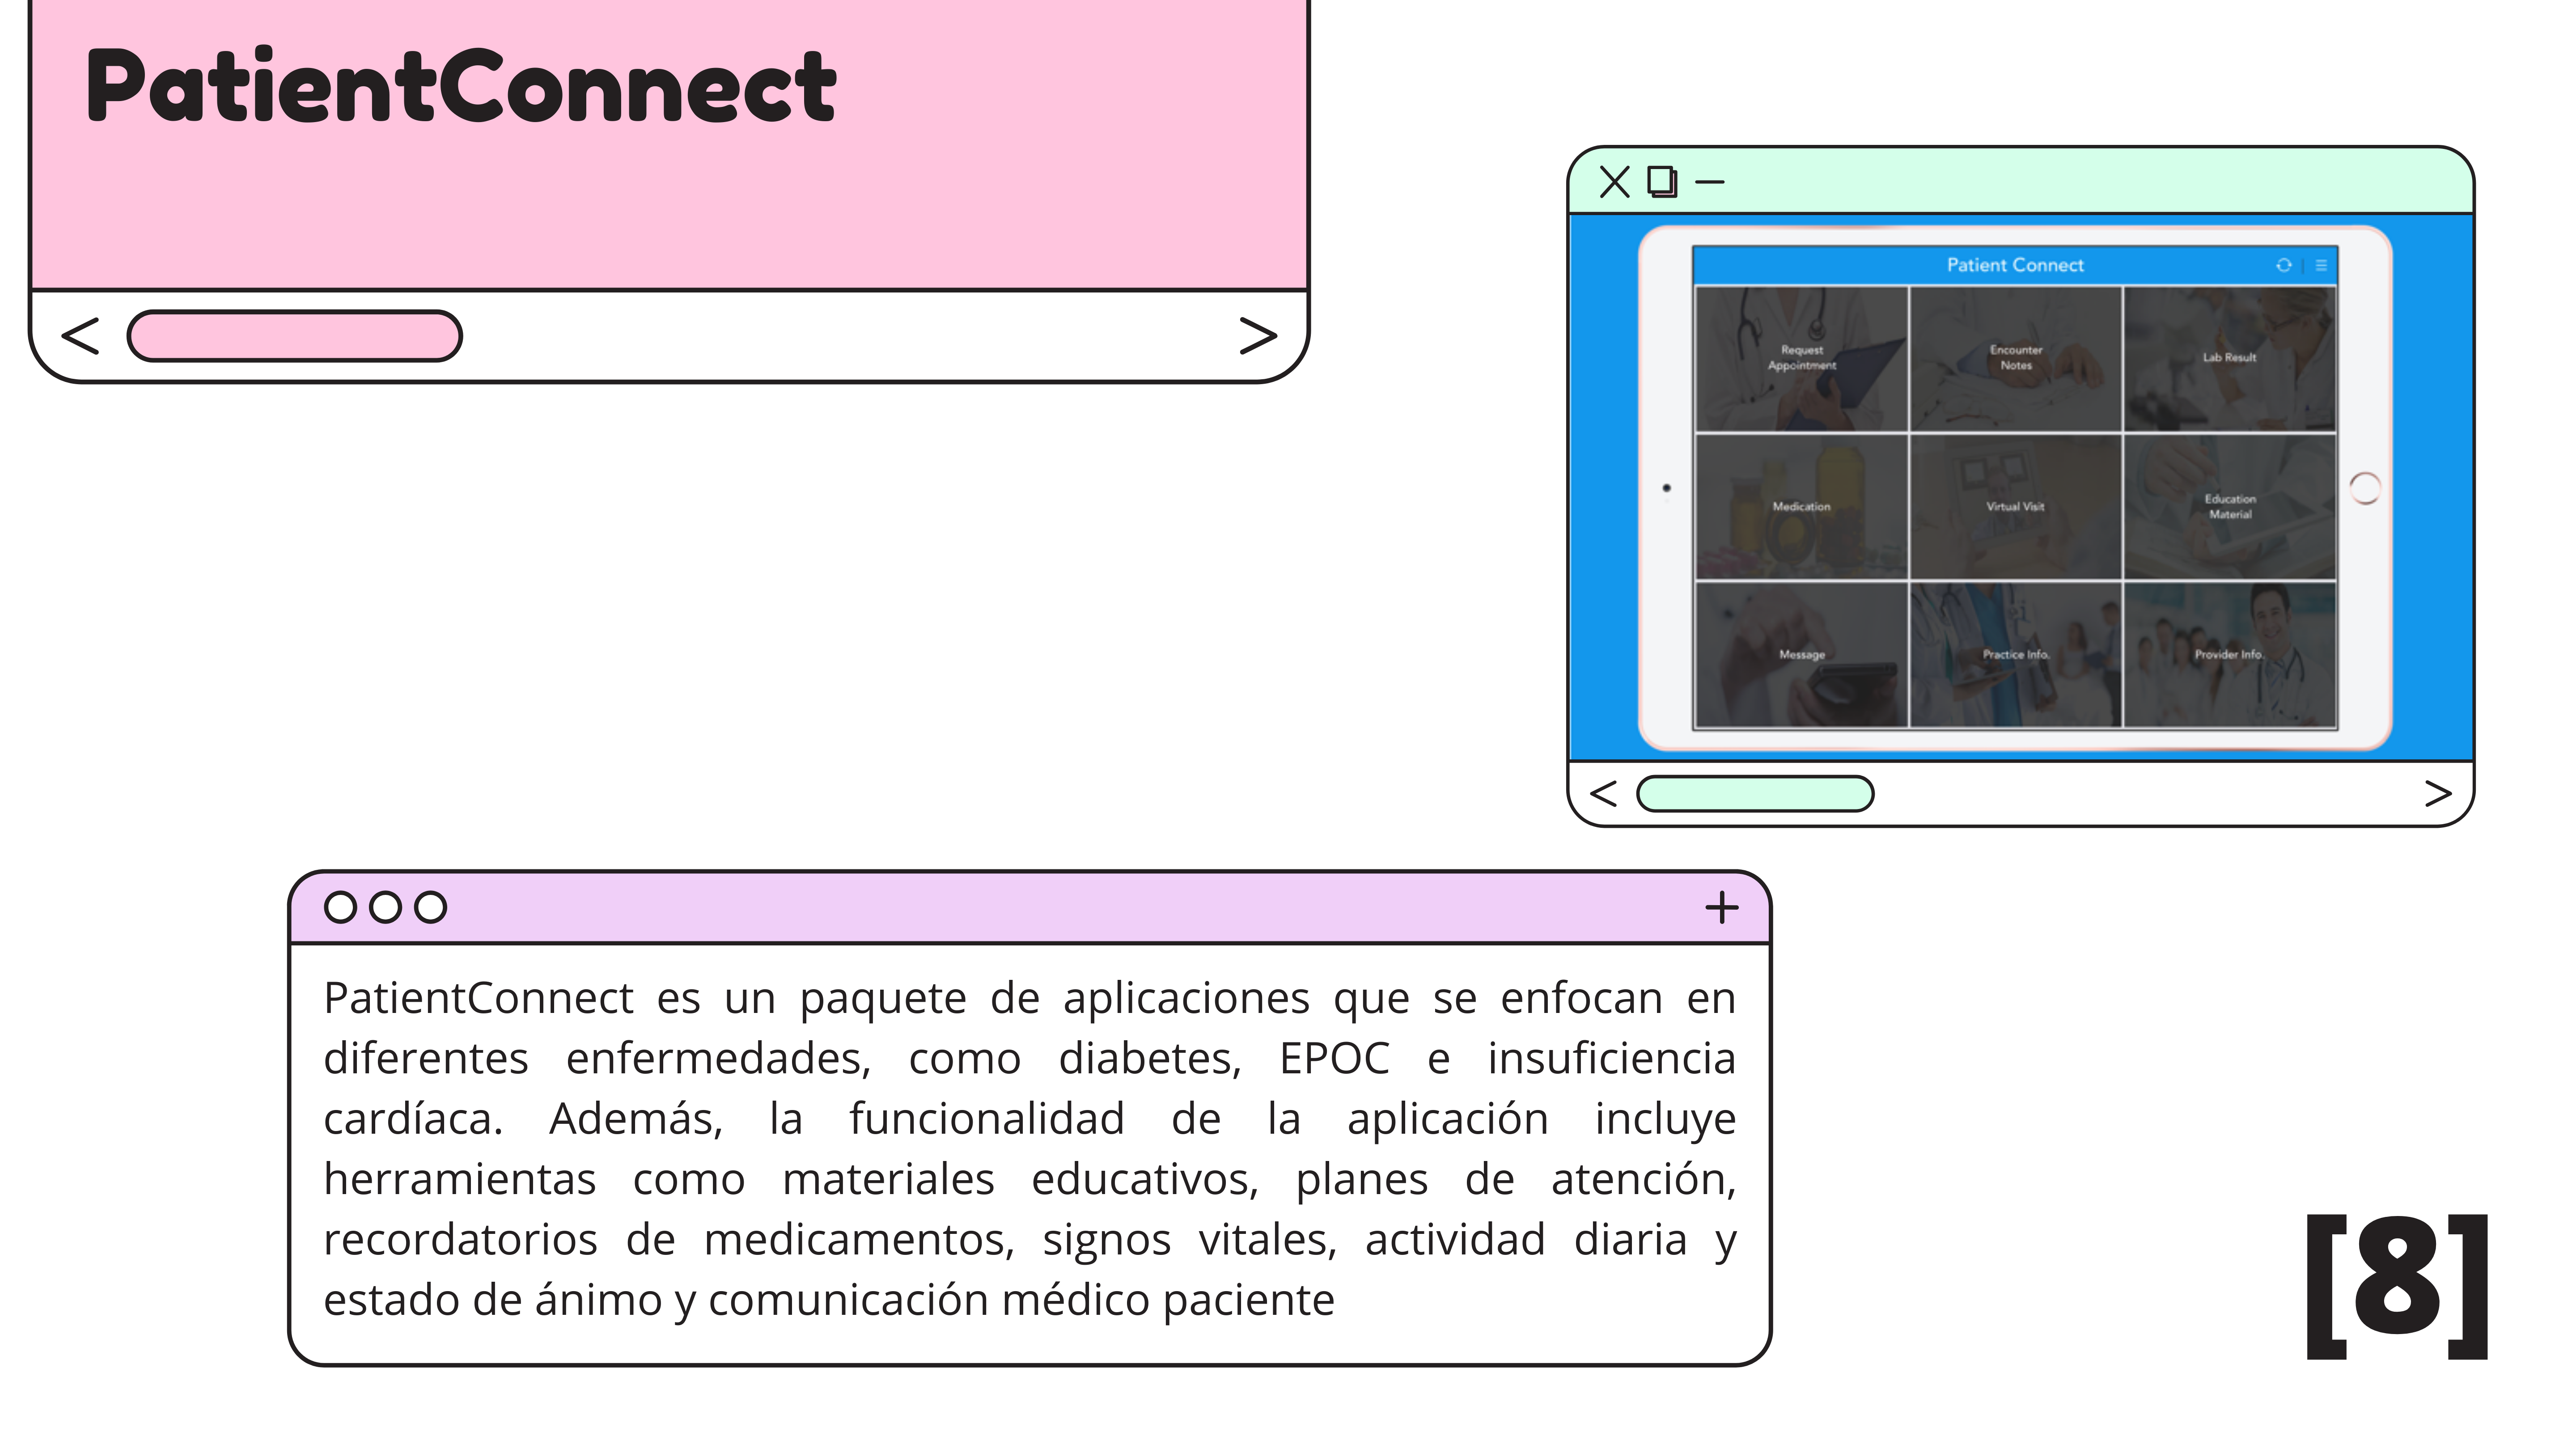 PatientConnect
Patient Connect
Request
Appointment
Encounter
Notes
Lab Result
Medication
Virtual Visit
Education
Material
Message
Practice Info.
Provider Info.
PatientConnect es un paquete de aplicaciones que se enfocan en
diferentes enfermedades, como diabetes, EPOC e insuficiencia
cardíaca. Además, la funcionalidad de la aplicación incluye
herramientas como materiales educativos, planes de atención,
recordatorios de medicamentos, signos vitales, actividad diaria y
estado de ánimo y comunicación médico paciente
[8]